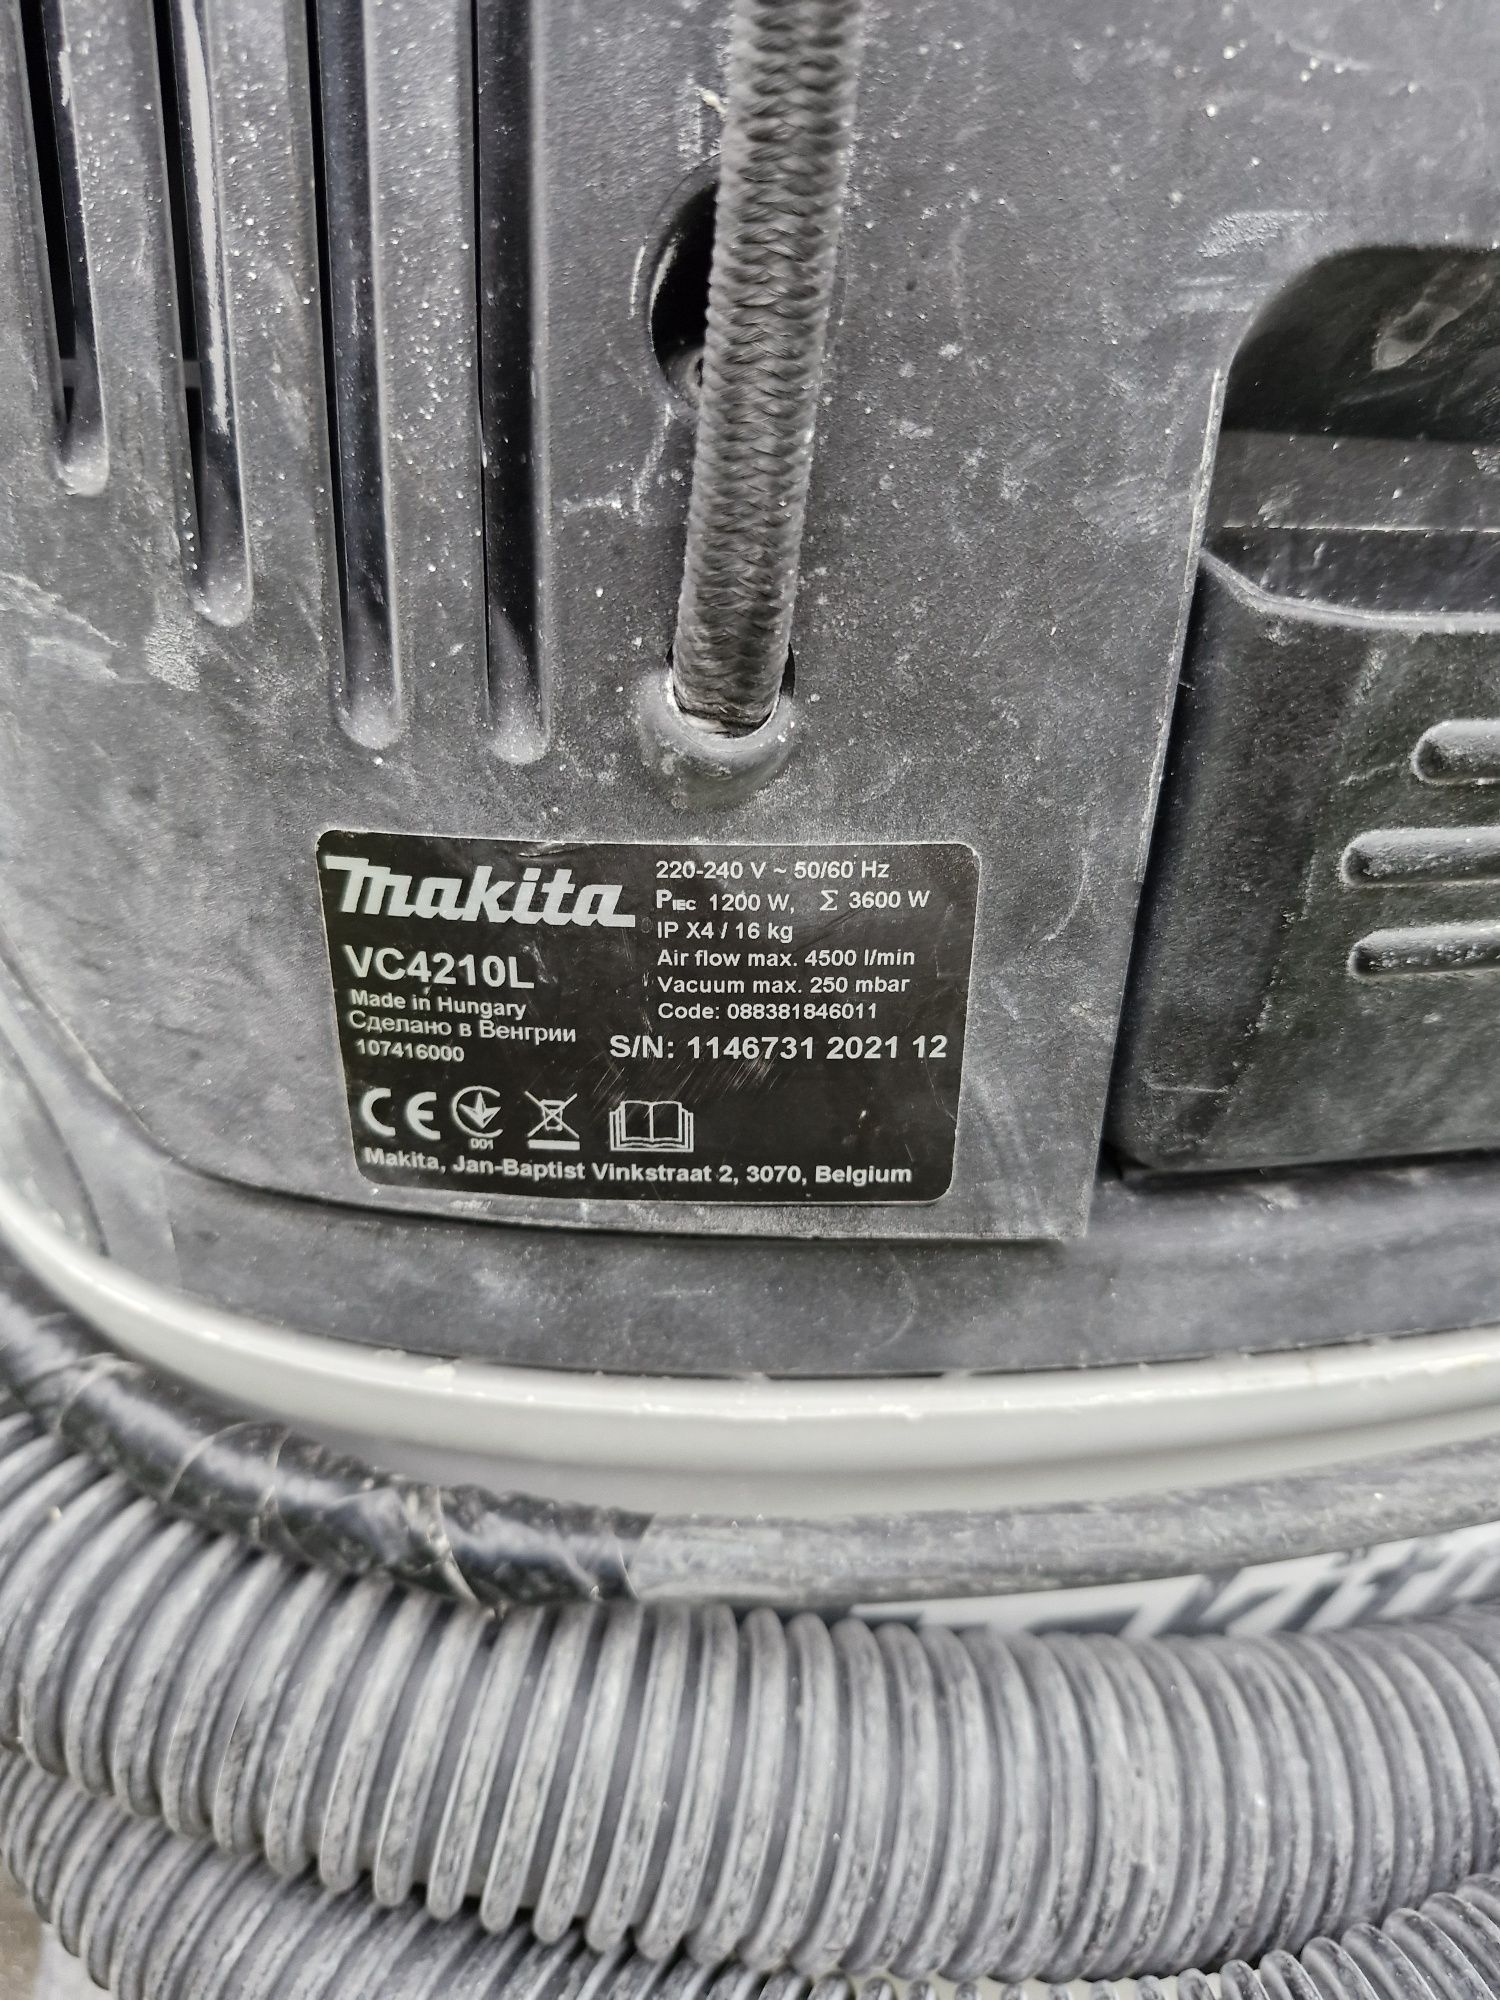 makita
VC4210L
Made in Hungary
Сделано в Венгрии
107416000
220-240 V ~ 50/60 Hz
PIEC 1200 W, Σ 3600 W
IP X4 / 16 kg
Air flow max. 4500 l/min
Vacuum max. 250 mbar
Code: 088381846011
S/N: 1146731 2021 12
CE
001
Makita, Jan-Baptist Vinkstraat 2, 3070, Belgium